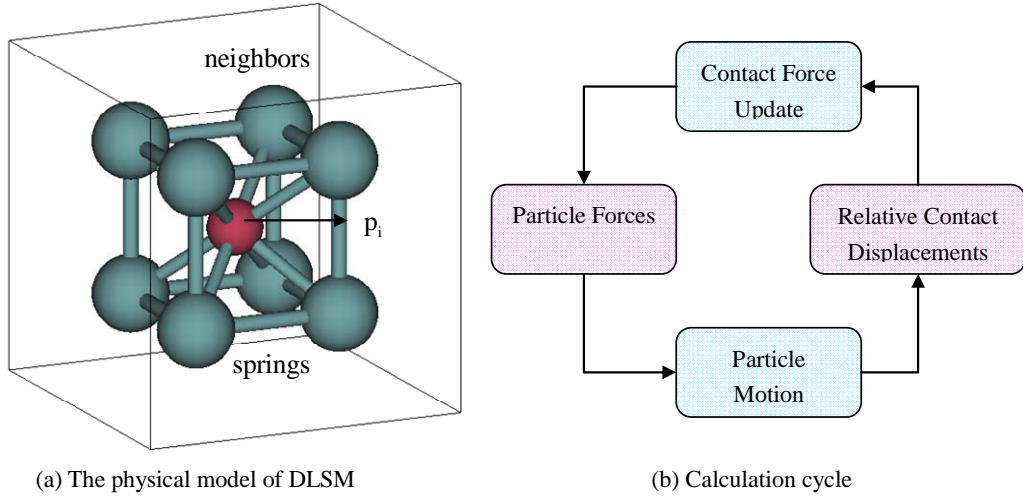 neighbors
p_i
springs
(a) The physical model of DLSM
Contact Force
Update
Particle Forces
Relative Contact
Displacements
Particle
Motion
(b) Calculation cycle